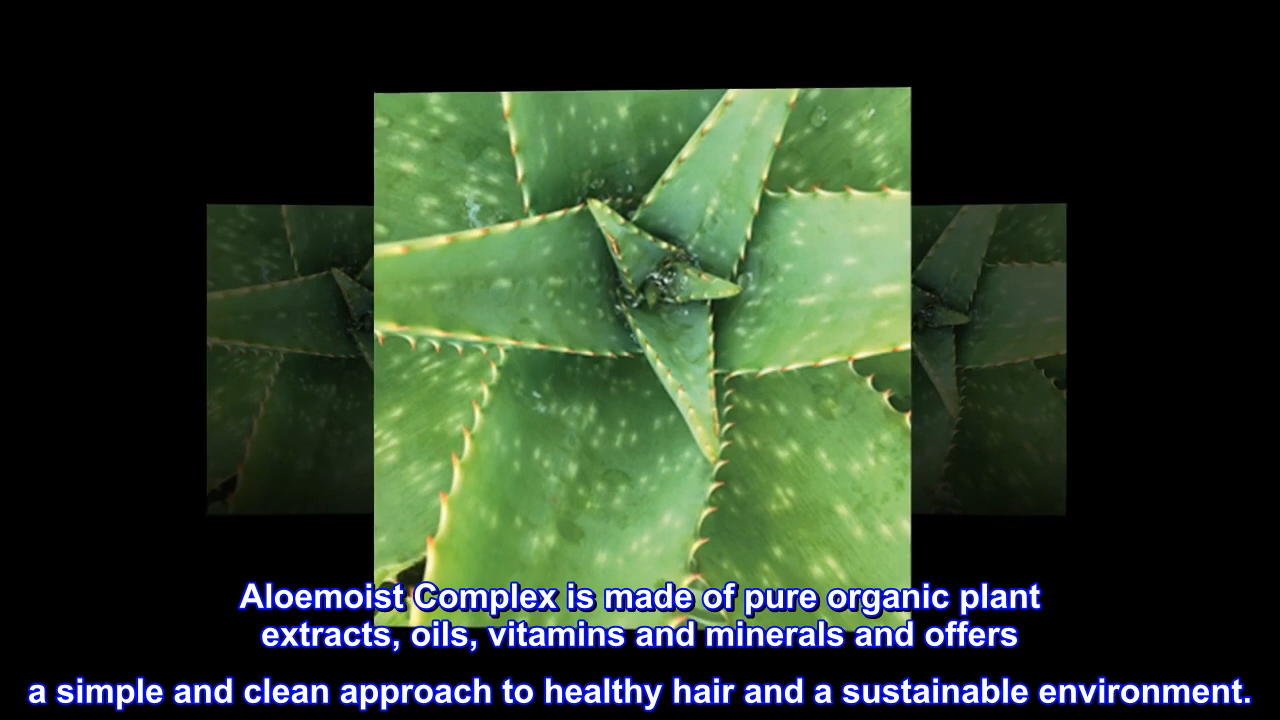 Aloemoist Complex is made of pure organic plant
extracts, oils, vitamins and minerals and offers
a simple and clean approach to healthy hair and a sustainable environment.